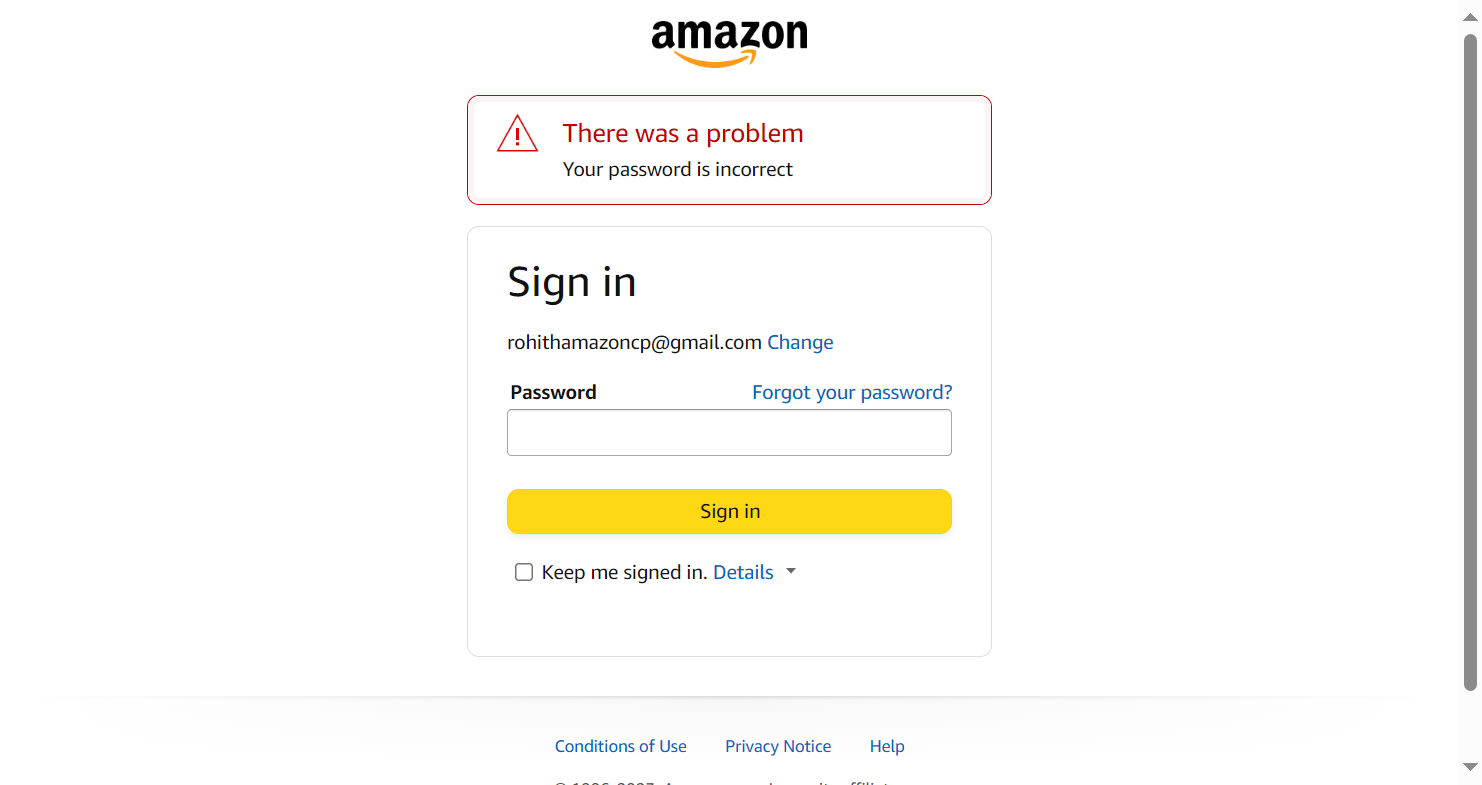 amazon
There was a problem
Your password is incorrect
Sign in
rohithamazoncp@gmail.com Change
Password Forgot your password?
Sign in
Keep me signed in. Details
Conditions of Use Privacy Notice Help